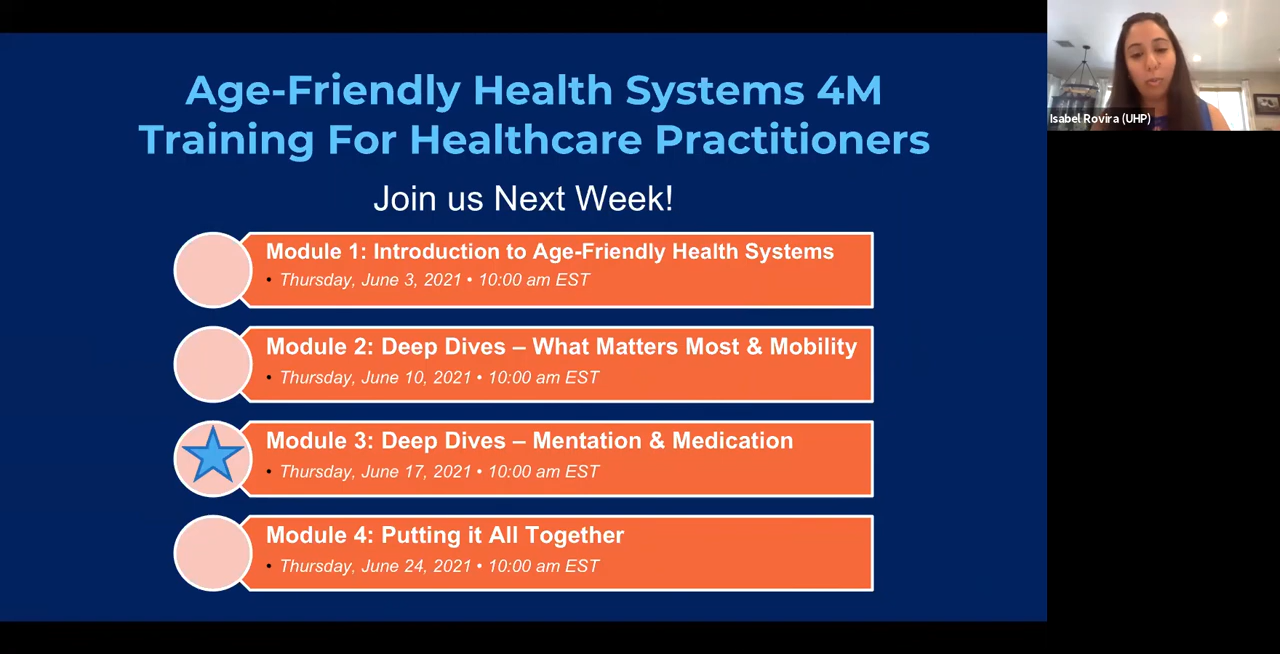 Age-Friendly Health Systems 4M
Training For Healthcare Practitioners
Join us Next Week!
Module 1: Introduction to Age-Friendly Health Systems
• Thursday, June 3, 2021 • 10:00 am EST
Module 2: Deep Dives – What Matters Most & Mobility
• Thursday, June 10, 2021 • 10:00 am EST
Module 3: Deep Dives – Mentation & Medication
• Thursday, June 17, 2021 • 10:00 am EST
Module 4: Putting it All Together
• Thursday, June 24, 2021 • 10:00 am EST
Isabel Rovira (UHP)